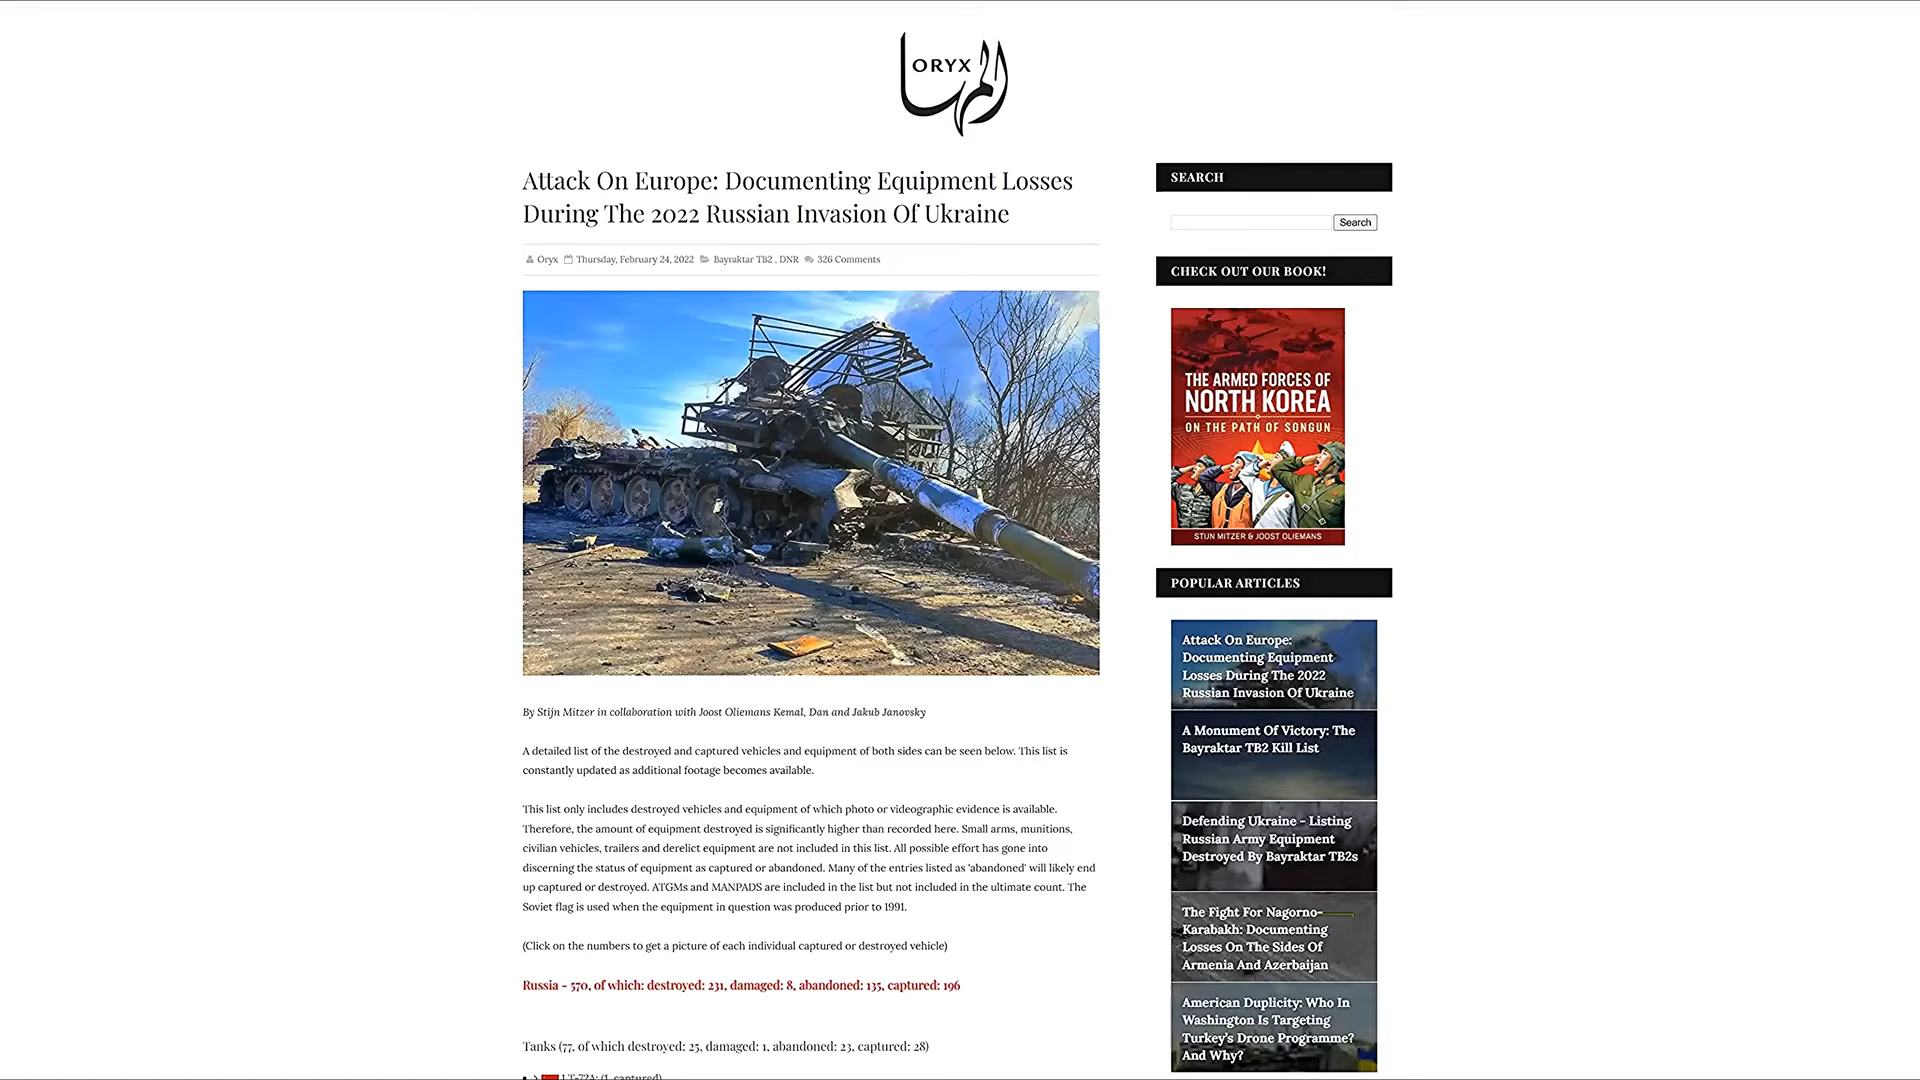 ORYX
المها
Attack On Europe: Documenting Equipment Losses
During The 2022 Russian Invasion Of Ukraine
Oryx Thursday, February 24, 2022 Bayraktar TB2 , DNR 326 Comments
By Stijn Mitzer in collaboration with Joost Oliemans Kemal, Dan and Jakub Janovsky
A detailed list of the destroyed and captured vehicles and equipment of both sides can be seen below. This list is
constantly updated as additional footage becomes available.
This list only includes destroyed vehicles and equipment of which photo or videographic evidence is available.
Therefore, the amount of equipment destroyed is significantly higher than recorded here. Small arms, munitions,
civilian vehicles, trailers and derelict equipment are not included in this list. All possible effort has gone into
discerning the status of equipment as captured or abandoned. Many of the entries listed as 'abandoned' will likely end
up captured or destroyed. ATGMs and MANPADS are included in the list but not included in the ultimate count. The
Soviet flag is used when the equipment in question was produced prior to 1991.
(Click on the numbers to get a picture of each individual captured or destroyed vehicle)
Russia - 570, of which: destroyed: 231, damaged: 8, abandoned: 135, captured: 196
Tanks (77, of which destroyed: 25, damaged: 1, abandoned: 23, captured: 28)
1 T-72A: (1, captured)
SEARCH
Search
CHECK OUT OUR BOOK!
THE ARMED FORCES OF
NORTH KOREA
ON THE PATH OF SONGUN
STIJN MITZER & JOOST OLIEMANS
POPULAR ARTICLES
Attack On Europe:
Documenting Equipment
Losses During The 2022
Russian Invasion Of Ukraine
A Monument Of Victory: The
Bayraktar TB2 Kill List
Defending Ukraine - Listing
Russian Army Equipment
Destroyed By Bayraktar TB2s
The Fight For Nagorno-
Karabakh: Documenting
Losses On The Sides Of
Armenia And Azerbaijan
American Duplicity: Who In
Washington Is Targeting
Turkey's Drone Programme?
And Why?